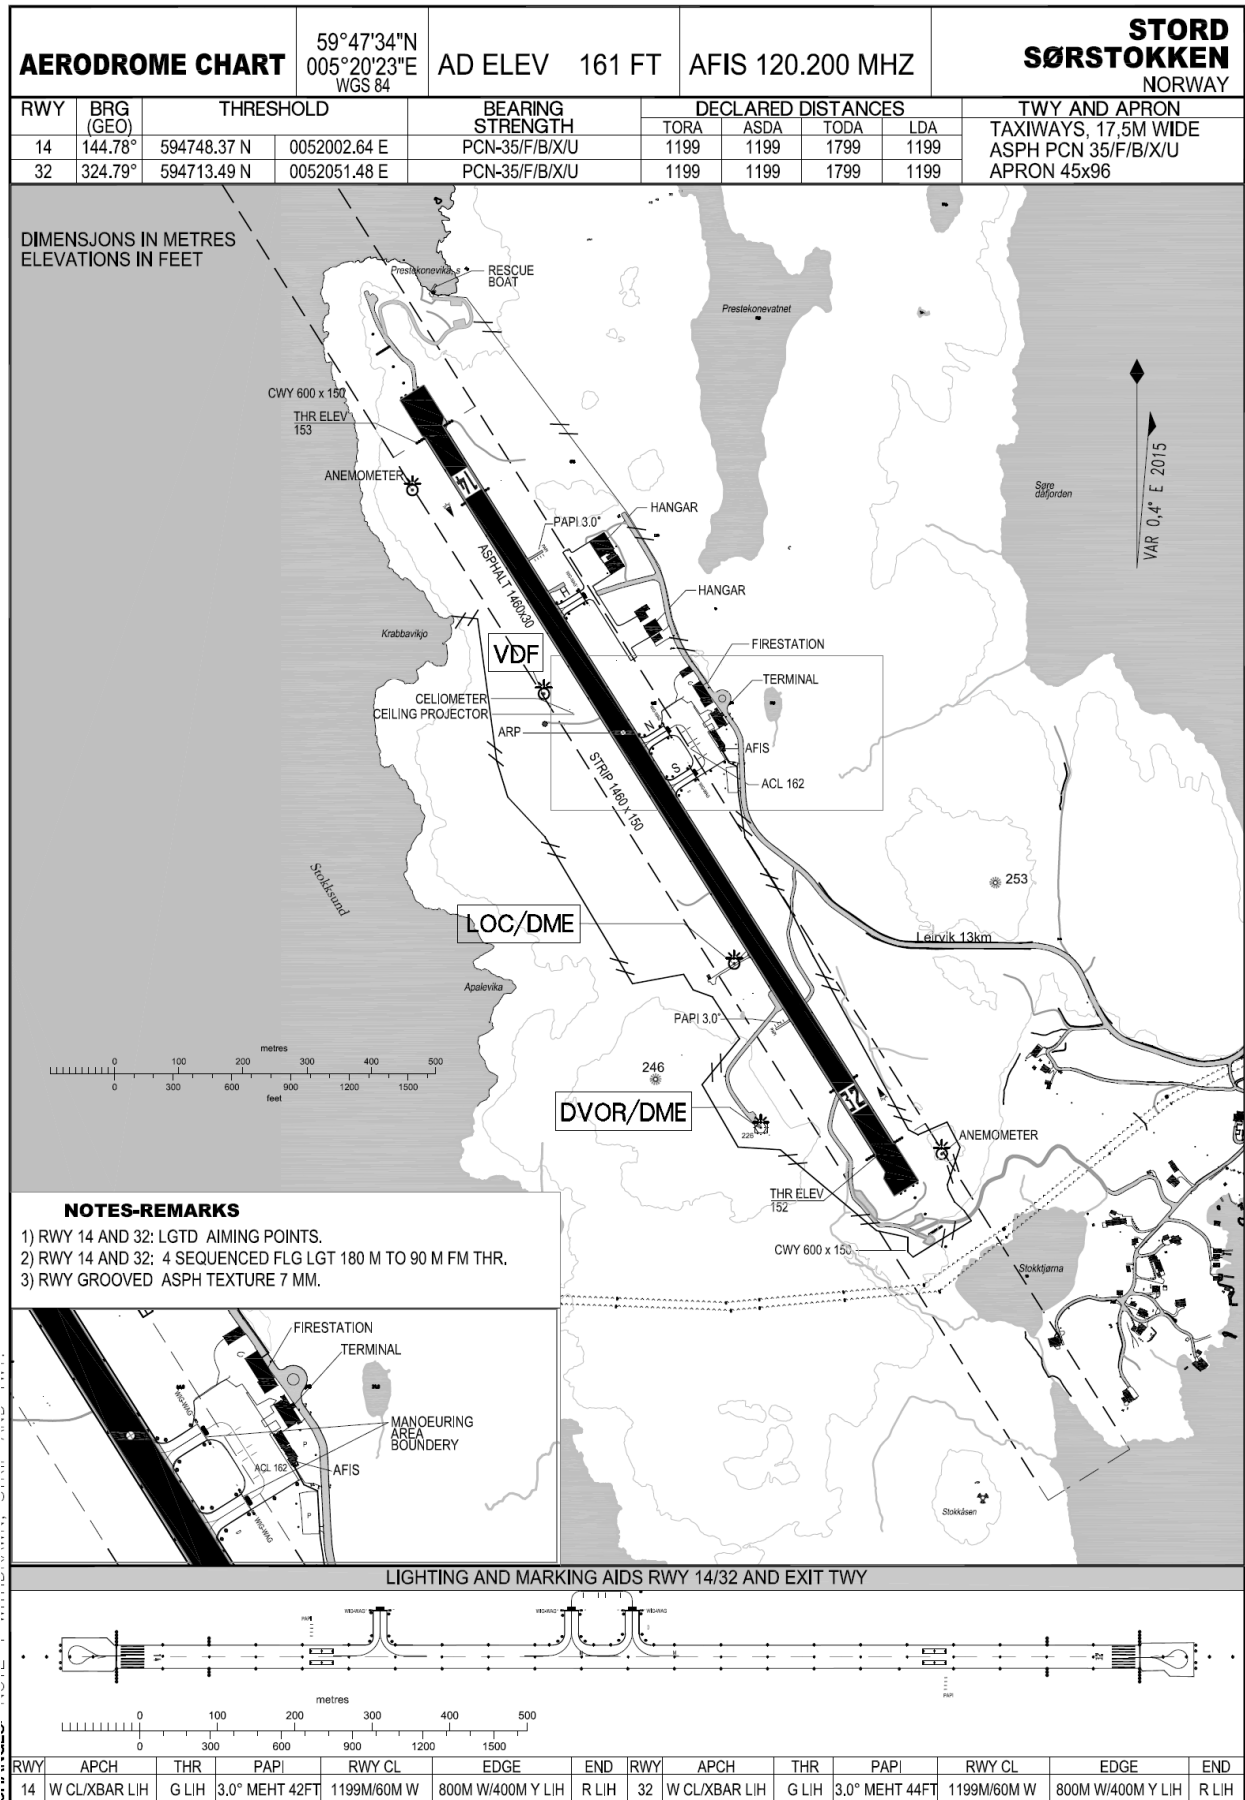 AERODROME CHART
59°47'34"N
005°20'23"E
WGS 84
AD ELEV 161 FT
AFIS 120.200 MHZ
STORD
SØRSTOKKEN
NORWAY
RWY BRG (GEO) THRESHOLD BEARING STRENGTH DECLARED DISTANCES TWY AND APRON
TORA ASDA TODA LDA
14 144.78° 594748.37 N 0052002.64 E PCN-35/F/B/X/U 1199 1199 1799 1199
32 324.79° 594713.49 N 0052051.48 E PCN-35/F/B/X/U 1199 1199 1799 1199
TAXIWAYS, 17,5M WIDE
ASPH PCN 35/F/B/X/U
APRON 45x96
DIMENSJONS IN METRES
ELEVATIONS IN FEET
Prestekonevika, s
RESCUE
BOAT
Prestekonevatnet
CWY 600 x 150
THR ELEV
153
ANEMOMETER
14
Søre
dåfjorden
VAR 0,4° E 2015
HANGAR
PAPI 3.0°
ASPHALT 1460x30
HANGAR
Krabbavikjo
VDF
FIRESTATION
TERMINAL
CELIOMETER
CEILING PROJECTOR
ARP
N
S
AFIS
ACL 162
STRIP 1460 x 150
Stokksund
253
LOC/DME
Leirvik 13km
Apalevika
PAPI 3,0°
metres
0 100 200 300 400 500
0 300 600 900 1200 1500
feet
246
DVOR/DME
226
32
ANEMOMETER
THR ELEV
152
CWY 600 x 150
Stokktjørna
Stokkåsen
NOTES-REMARKS
1) RWY 14 AND 32: LGTD AIMING POINTS.
2) RWY 14 AND 32: 4 SEQUENCED FLG LGT 180 M TO 90 M FM THR.
3) RWY GROOVED ASPH TEXTURE 7 MM.
FIRESTATION
TERMINAL
WIG-WAG
MANOEURING
AREA
BOUNDERY
ACL 162
AFIS
P
P
WIG-WAG
LIGHTING AND MARKING AIDS RWY 14/32 AND EXIT TWY
PAPI
WIG-WAG WIG-WAG WIG-WAG
PAPI
metres
0 100 200 300 400 500
0 300 600 900 1200 1500
RWY APCH THR PAPI RWY CL EDGE END RWY APCH THR PAPI RWY CL EDGE END
14 W CL/XBAR LIH G LIH 3.0° MEHT 42FT 1199M/60M W 800M W/400M Y LIH R LIH 32 W CL/XBAR LIH G LIH 3.0° MEHT 44FT 1199M/60M W 800M W/400M Y LIH R LIH